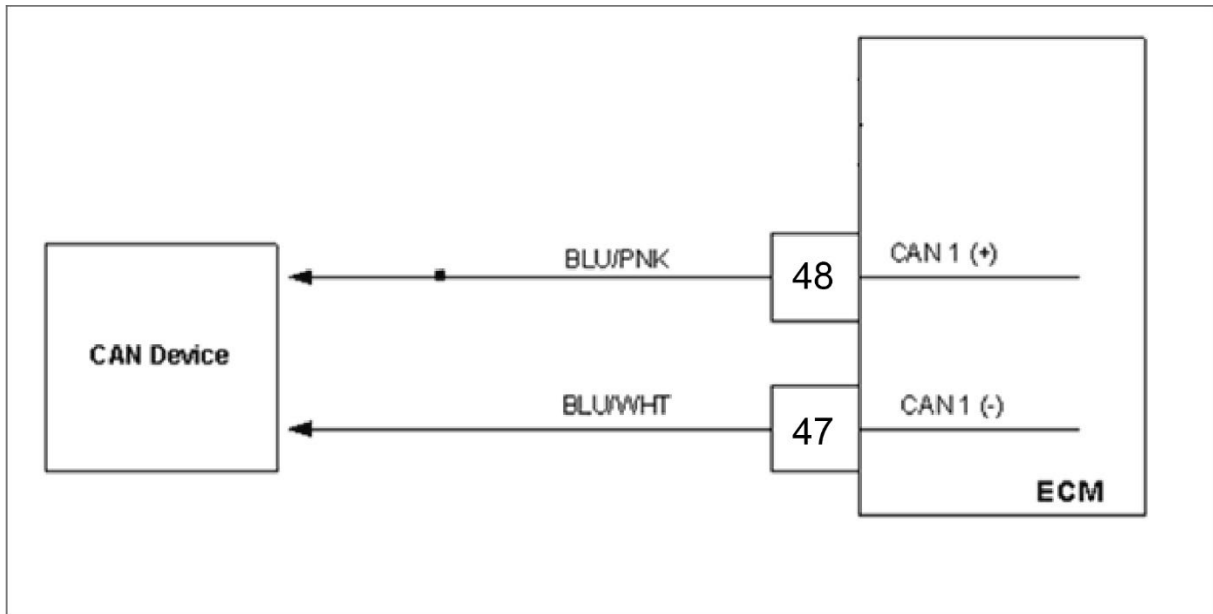 BLU/PNK
48
CAN 1 (+)
CAN Device
BLU/WHT
47
CAN 1 (-)
ECM